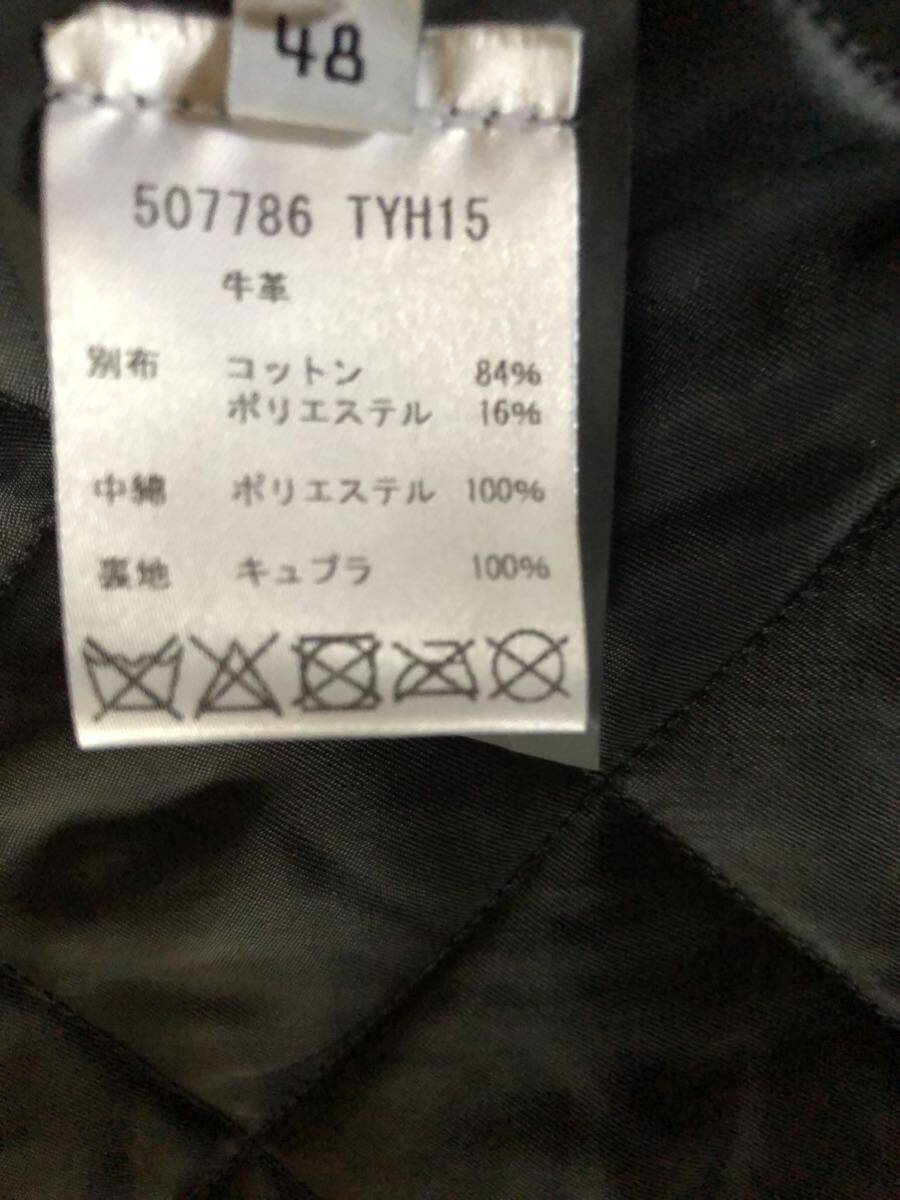 48
507786 TYH15
牛革
別布 コットン 84%
ポリエステル 16%
中綿 ポリエステル 100%
裏地 キュプラ 100%